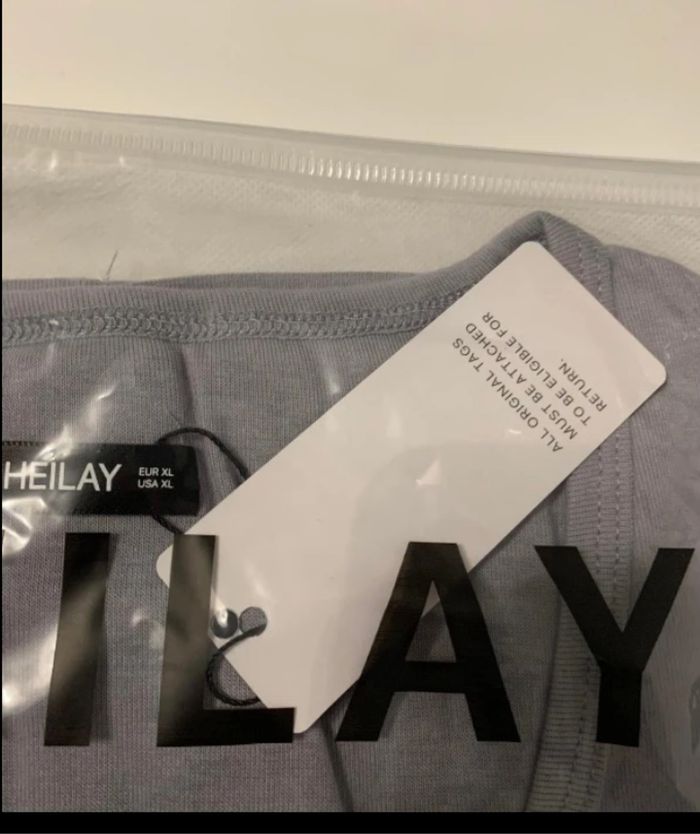 ALL ORIGINAL TAGS
MUST BE ATTACHED
TO BE ELIGIBLE FOR
RETURN.
HEILAY
EUR XL
USA XL
ILAY